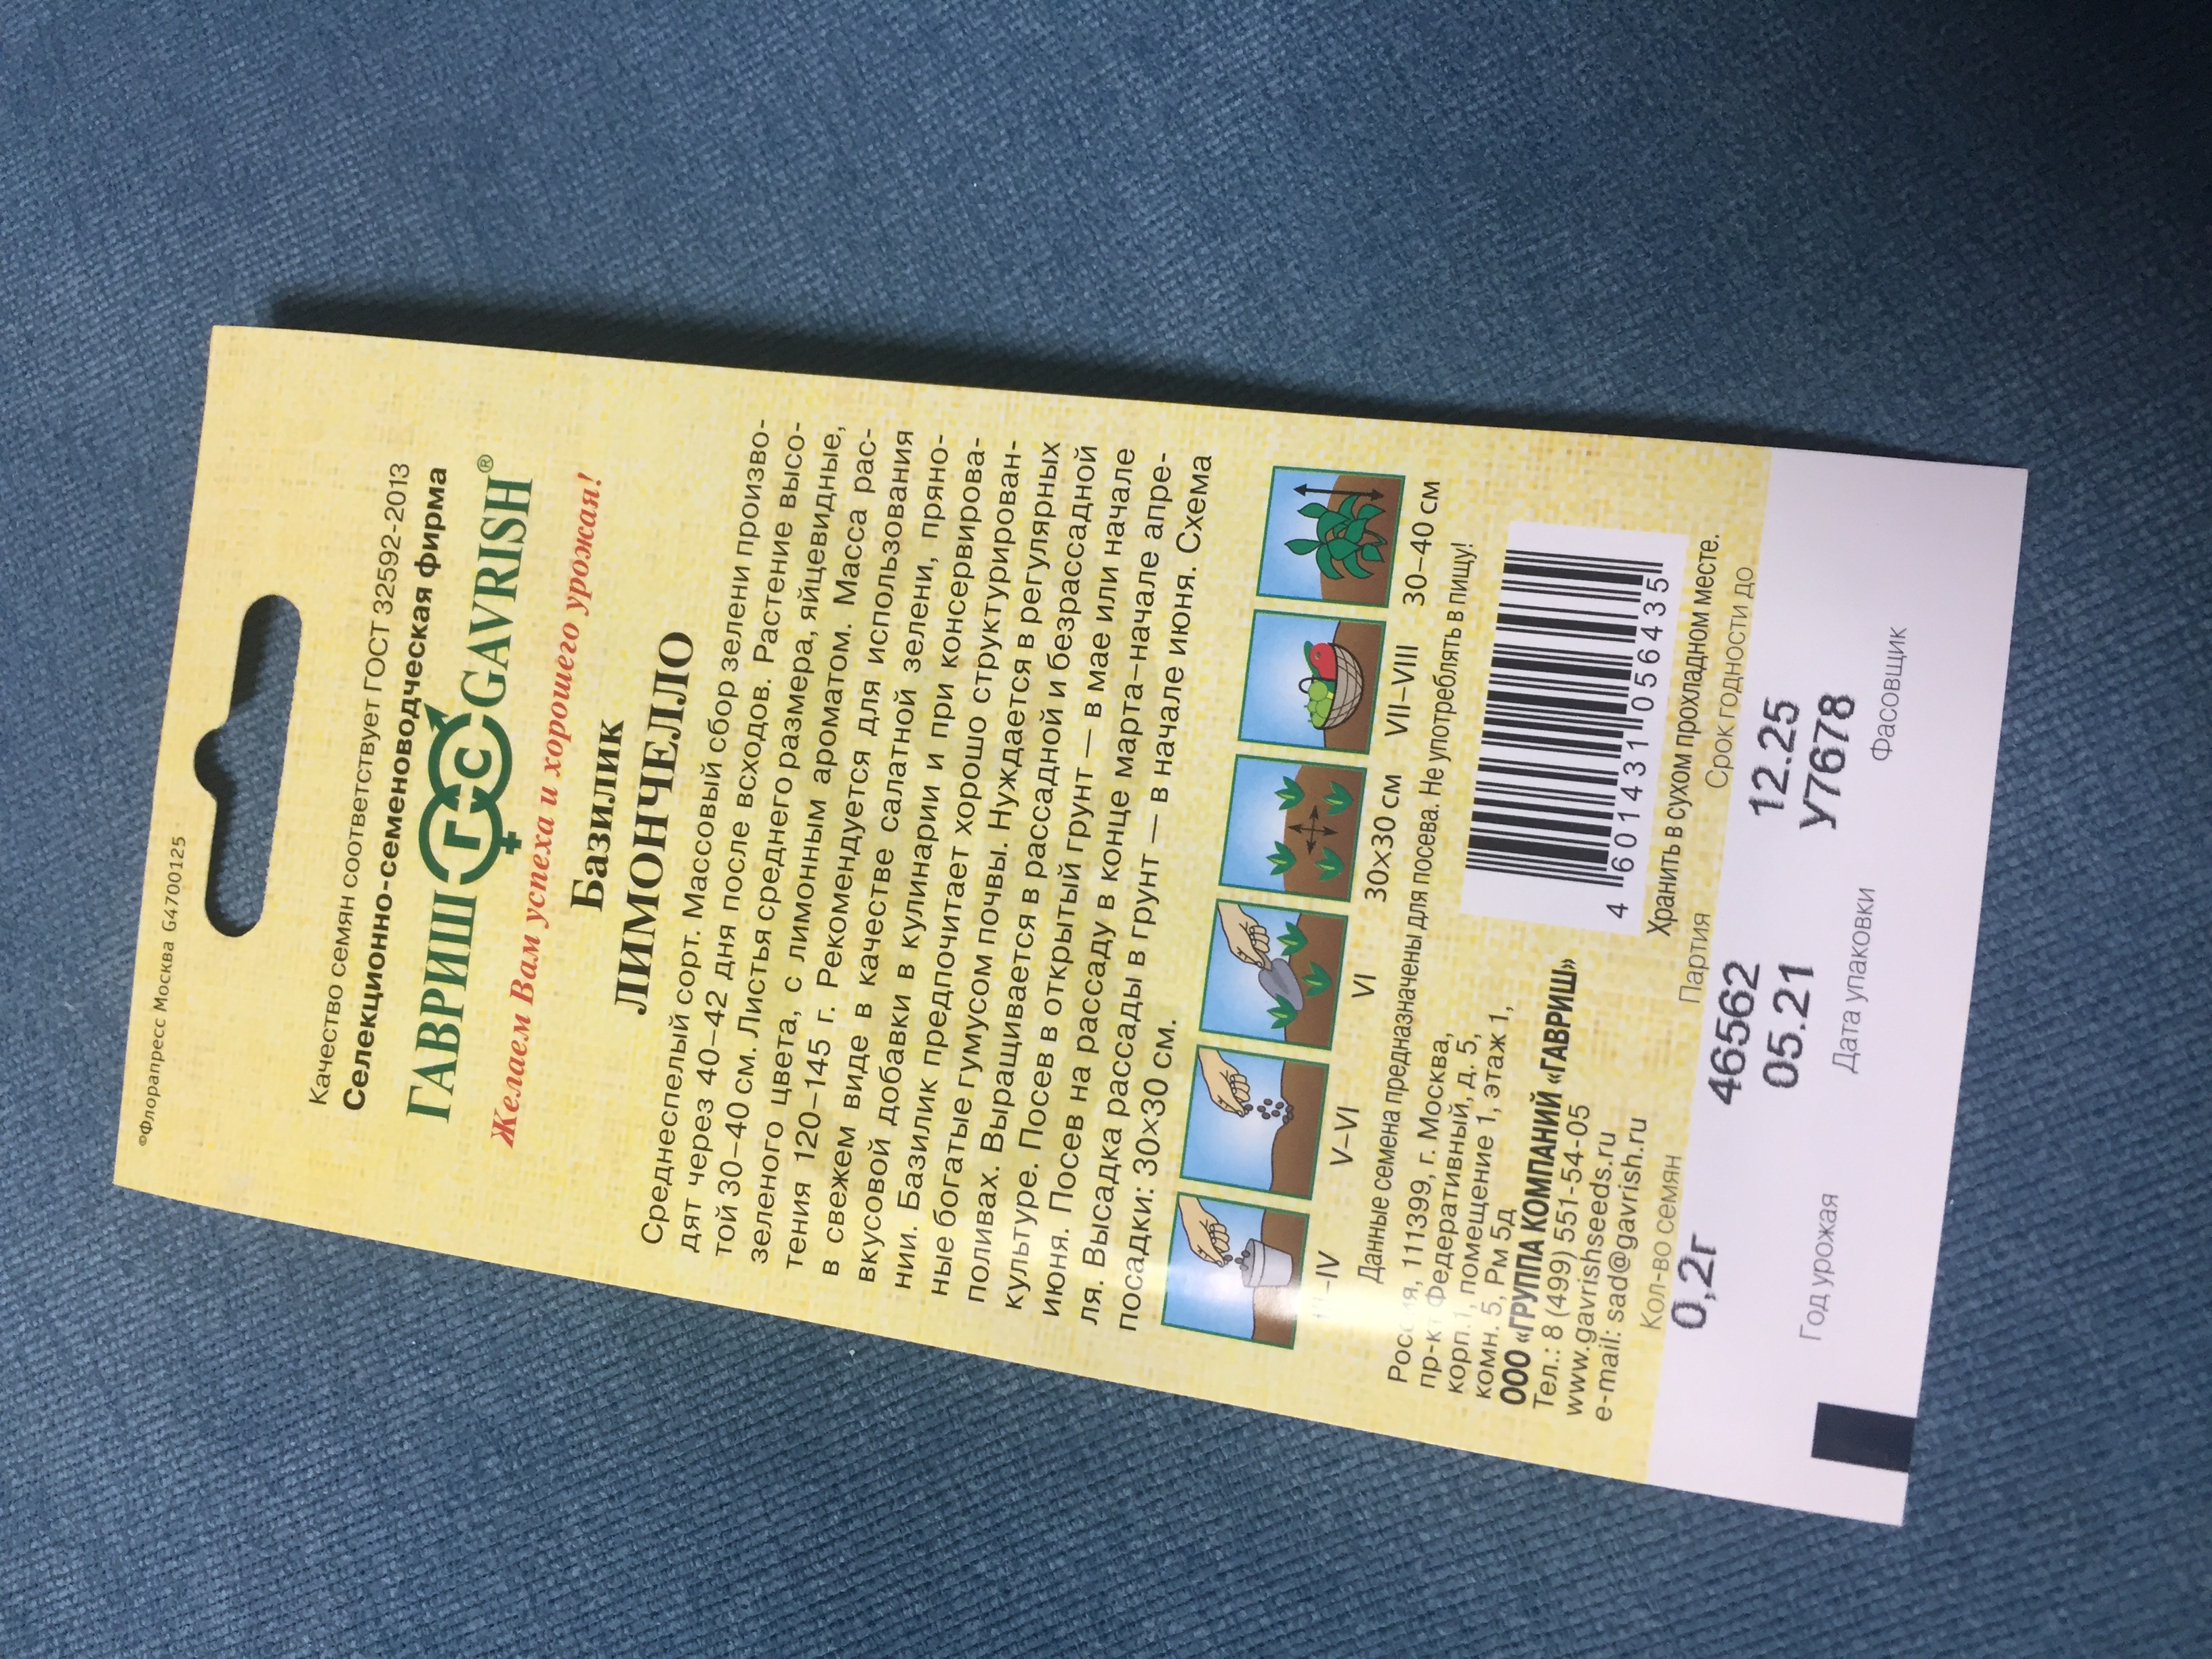 ©Флорапресс Москва G4700125
Качество семян соответствует ГОСТ 32592-2013
Селекционно-семеноводческая фирма
ГАВРИШ ГС GAVRISH®
Желаем Вам успеха и хорошего урожая!
Базилик
ЛИМОНЧЕЛЛО
Среднеспелый сорт. Массовый сбор зелени произво-
дят через 40–42 дня после всходов. Растение высо-
той 30–40 см. Листья среднего размера, яйцевидные,
зеленого цвета, с лимонным ароматом. Масса рас-
тения 120–145 г. Рекомендуется для использования
в свежем виде в качестве салатной зелени, пряно-
вкусовой добавки в кулинарии и при консервирова-
нии. Базилик предпочитает хорошо структурирован-
ные богатые гумусом почвы. Нуждается в регулярных
поливах. Выращивается в рассадной и безрассадной
культуре. Посев в открытый грунт — в мае или начале
июня. Посев на рассаду в конце марта–начале апре-
ля. Высадка рассады в грунт — в начале июня. Схема
посадки: 30×30 см.
–IV V–VI VI 30×30 см VII–VIII 30–40 см
Данные семена предназначены для посева. Не употреблять в пищу!
Россия, 111399, г. Москва,
пр-кт Федеративный, д. 5,
корп.1, помещение 1, этаж 1,
комн. 5, Рм 5д
ООО «ГРУППА КОМПАНИЙ «ГАВРИШ»
Тел.: 8 (499) 551-54-05
www.gavrishseeds.ru
e-mail: sad@gavrish.ru
4 601431 056435
Хранить в сухом прохладном месте.
Кол-во семян Партия Срок годности до
0,2г 46562 12.25
05.21 У7678
Год урожая Дата упаковки Фасовщик